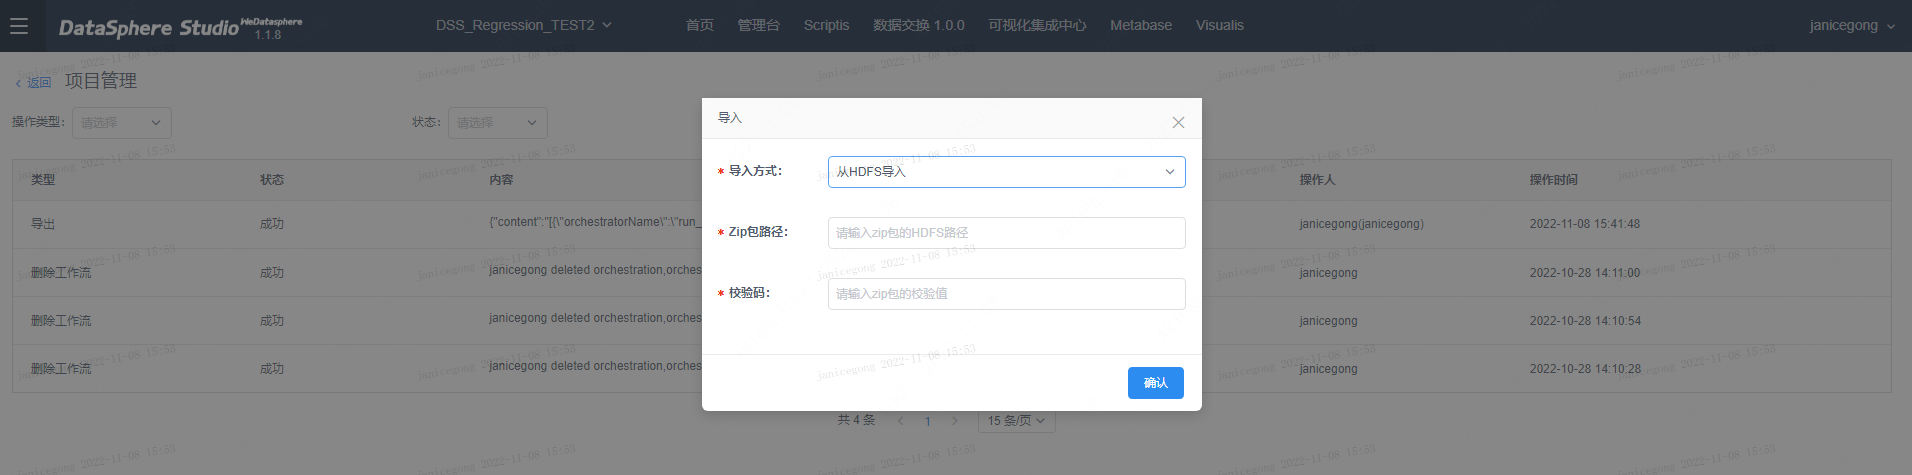 DataSphere Studio WeDatasphere
1.1.8
DSS_Regression_TEST2
首页
管理台
Scriptis
数据交换 1.0.0
可视化集成中心
Metabase
Visualis
janicegong
返回
项目管理
操作类型：
请选择
状态：
请选择
类型
状态
内容
操作人
操作时间
导出
成功
{"content":"[{\"orchestratorName\":\"run_
janicegong(janicegong)
2022-11-08 15:41:48
删除工作流
成功
janicegong deleted orchestration,orches
janicegong
2022-10-28 14:11:00
删除工作流
成功
janicegong deleted orchestration,orches
janicegong
2022-10-28 14:10:54
删除工作流
成功
janicegong deleted orchestration,orches
janicegong
2022-10-28 14:10:28
共 4 条
1
15 条/页
导入
* 导入方式：
从HDFS导入
* Zip包路径：
请输入zip包的HDFS路径
* 校验码：
请输入zip包的校验值
确认
janicegong 2022-11-08 15:53